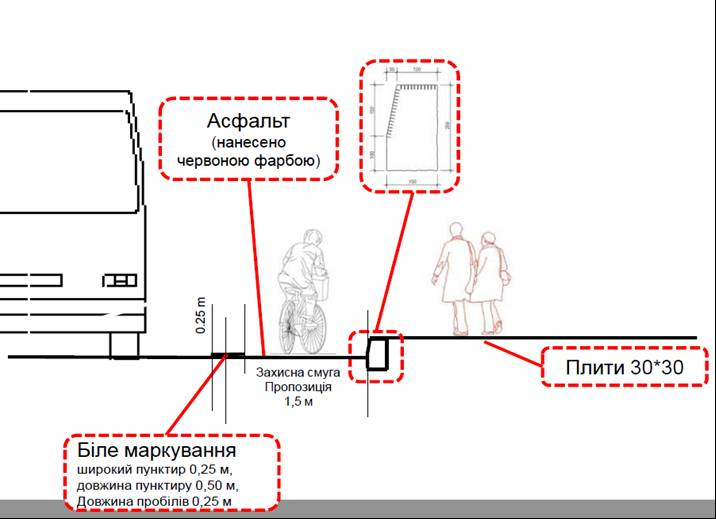 Асфальт
(нанесено
червоною фарбою)
0.25 m
Захисна смуга
Пропозиція
1,5 м
Плити 30*30
Біле маркування
широкий пунктир 0,25 м,
довжина пунктиру 0,50 м,
Довжина пробілів 0,25 м